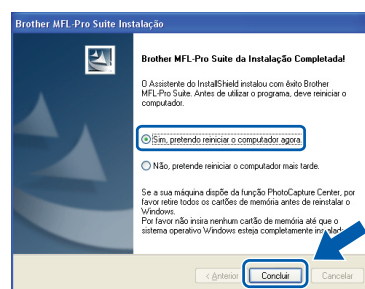 Brother MFL-Pro Suite Instalação
Brother MFL-Pro Suite da Instalação Completada!
O Assistente do InstallShield instalou com êxito Brother
MFL-Pro Suite. Antes de utilizar o programa, deve reiniciar o
computador.
Sim, pretendo reiniciar o computador agora
Não, pretende reiniciar o computador mais tarde.
Se a sua máquina dispõe da função PhotoCapture Center, por
favor retire todos os cartões de memória antes de reinstalar o
Windows.
Por favor não insira nenhum cartão de memória até que o
sistema operativo Windows esteja completamente
< Anterior
Concluir
Cancelar